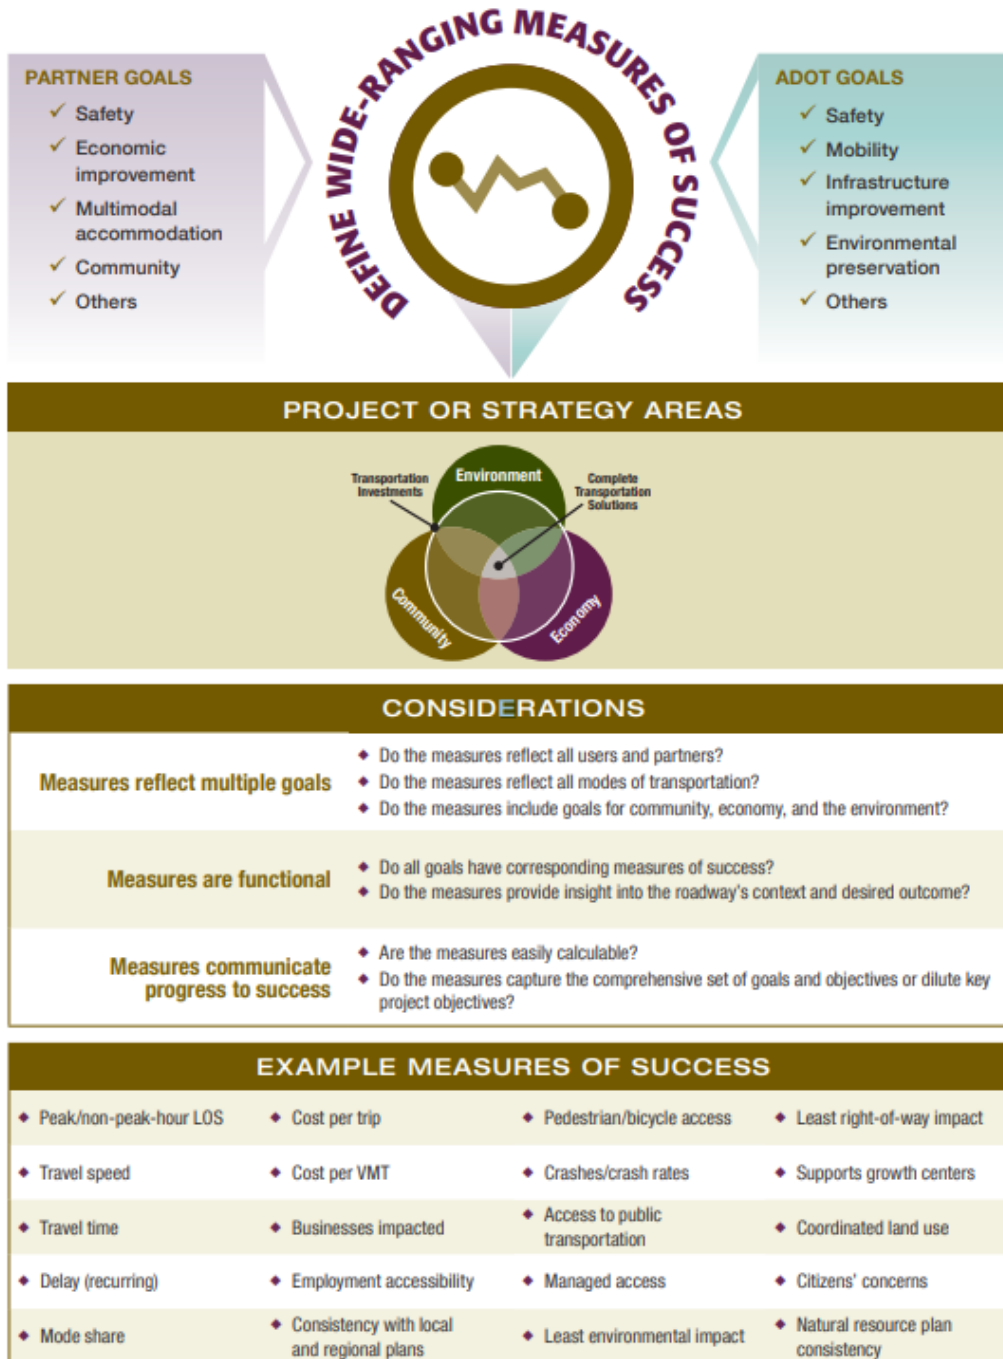 DEFINE WIDE-RANGING MEASURES OF SUCCESS
PARTNER GOALS
✓ Safety
✓ Economic
improvement
✓ Multimodal
accommodation
✓ Community
✓ Others
ADOT GOALS
✓ Safety
✓ Mobility
✓ Infrastructure
improvement
✓ Environmental
preservation
✓ Others
PROJECT OR STRATEGY AREAS
Transportation
Investments
Environment
Complete
Transportation
Solutions
Community
Economy
CONSIDERATIONS
Measures reflect multiple goals
◆ Do the measures reflect all users and partners?
◆ Do the measures reflect all modes of transportation?
◆ Do the measures include goals for community, economy, and the environment?
Measures are functional
◆ Do all goals have corresponding measures of success?
◆ Do the measures provide insight into the roadway's context and desired outcome?
Measures communicate
progress to success
◆ Are the measures easily calculable?
◆ Do the measures capture the comprehensive set of goals and objectives or dilute key
project objectives?
EXAMPLE MEASURES OF SUCCESS
◆ Peak/non-peak-hour LOS
◆ Cost per trip
◆ Pedestrian/bicycle access
◆ Least right-of-way impact
◆ Travel speed
◆ Cost per VMT
◆ Crashes/crash rates
◆ Supports growth centers
◆ Travel time
◆ Businesses impacted
◆ Access to public
transportation
◆ Coordinated land use
◆ Delay (recurring)
◆ Employment accessibility
◆ Managed access
◆ Citizens' concerns
◆ Mode share
◆ Consistency with local
and regional plans
◆ Least environmental impact
◆ Natural resource plan
consistency